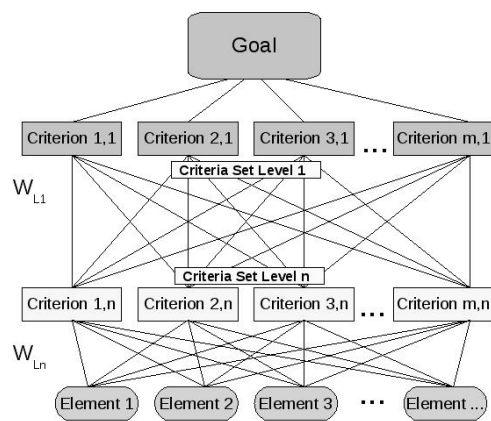 Goal
Criterion 1,1 Criterion 2,1 Criterion 3,1 ... Criterion m,1
Criteria Set Level 1
WL1
Criteria Set Level n
Criterion 1,n Criterion 2,n Criterion 3,n ... Criterion m,n
WLn
Element 1 Element 2 Element 3 ... Element ...